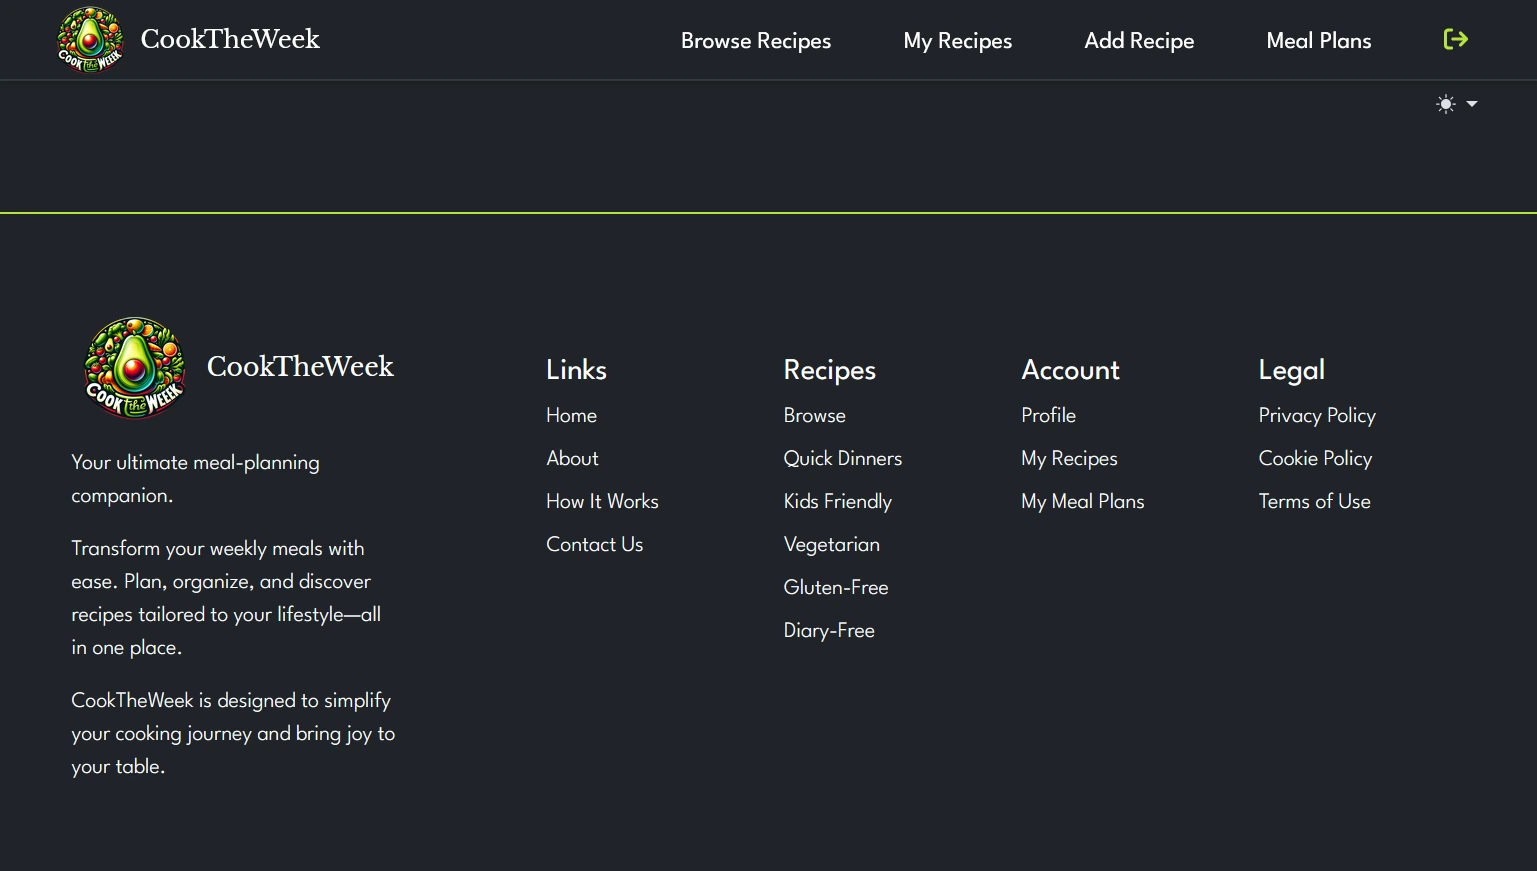 COOK the WEEEK
CookTheWeek
Browse Recipes
My Recipes
Add Recipe
Meal Plans
COOK the WEEEK
CookTheWeek
Your ultimate meal-planning
companion.
Transform your weekly meals with
ease. Plan, organize, and discover
recipes tailored to your lifestyle—all
in one place.
CookTheWeek is designed to simplify
your cooking journey and bring joy to
your table.
Links
Home
About
How It Works
Contact Us
Recipes
Browse
Quick Dinners
Kids Friendly
Vegetarian
Gluten-Free
Diary-Free
Account
Profile
My Recipes
My Meal Plans
Legal
Privacy Policy
Cookie Policy
Terms of Use